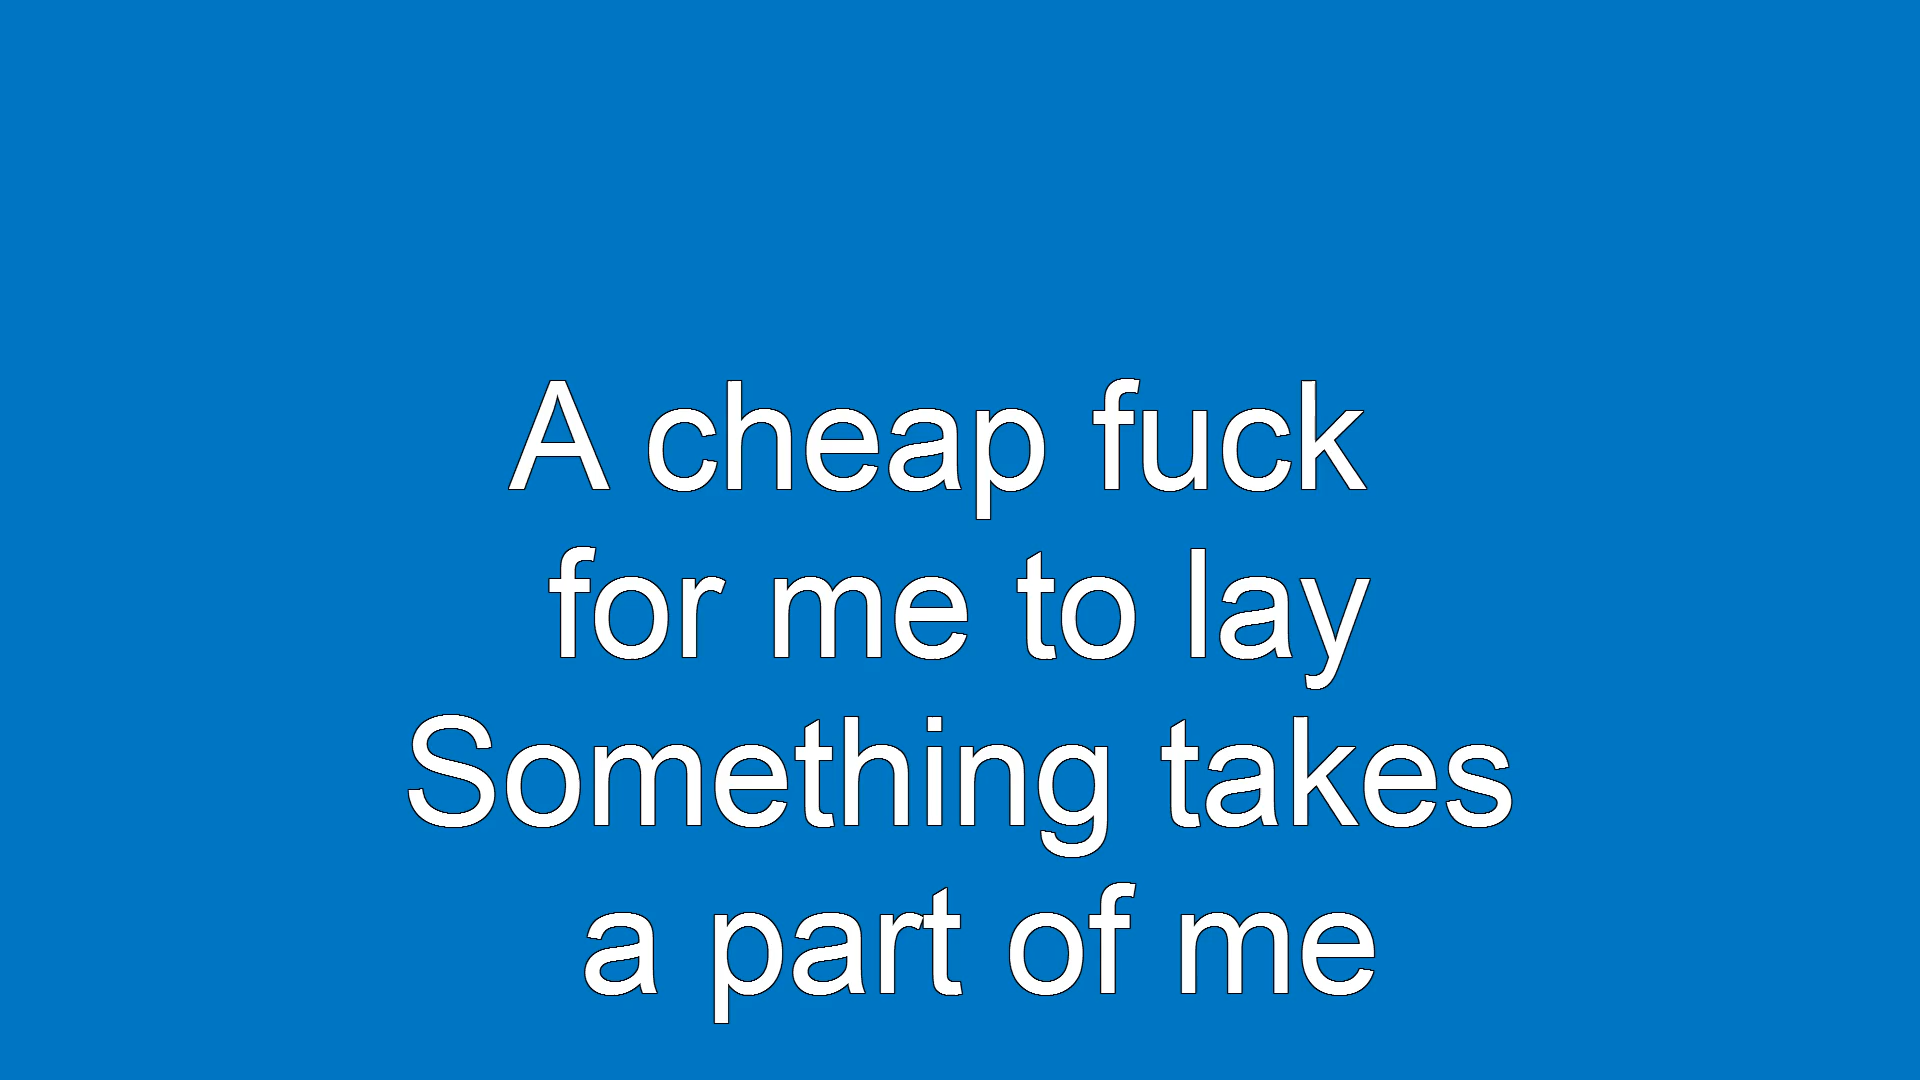 A cheap fuck
for me to lay
Something takes
a part of me